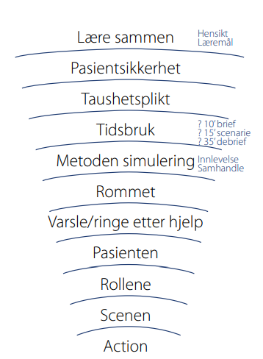 Lære sammen
Hensikt
Læremål
Pasientsikkerhet
Taushetsplikt
Tidsbruk
? 10' brief
? 15' scenarie
? 35' debrief
Metoden simulering
Innlevelse
Samhandle
Rommet
Varsle/ringe etter hjelp
Pasienten
Rollene
Scenen
Action